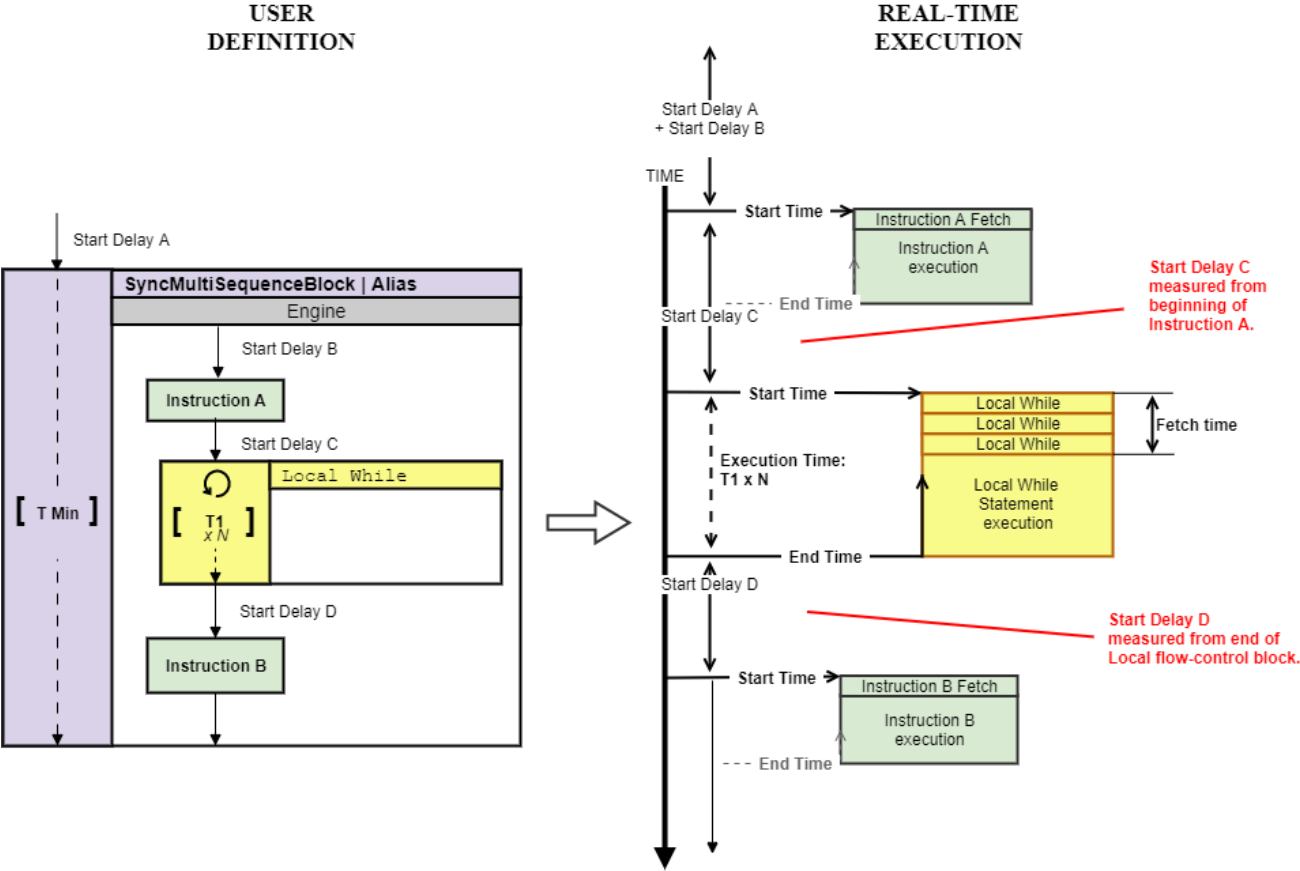 USER
DEFINITION
Start Delay A
SyncMultiSequenceBlock | Alias
Engine
Start Delay B
Instruction A
Start Delay C
Local While
[ T1
x N ]
[ T Min ]
Start Delay D
Instruction B
REAL-TIME
EXECUTION
Start Delay A
+ Start Delay B
TIME
Start Time
Instruction A Fetch
Instruction A
execution
End Time
Start Delay C
Start Delay C
measured from
beginning of
Instruction A.
Start Time
Local While
Local While
Local While
Fetch time
Execution Time:
T1 x N
Local While
Statement
execution
End Time
Start Delay D
Start Delay D
measured from end of
Local flow-control block.
Start Time
Instruction B Fetch
Instruction B
execution
End Time